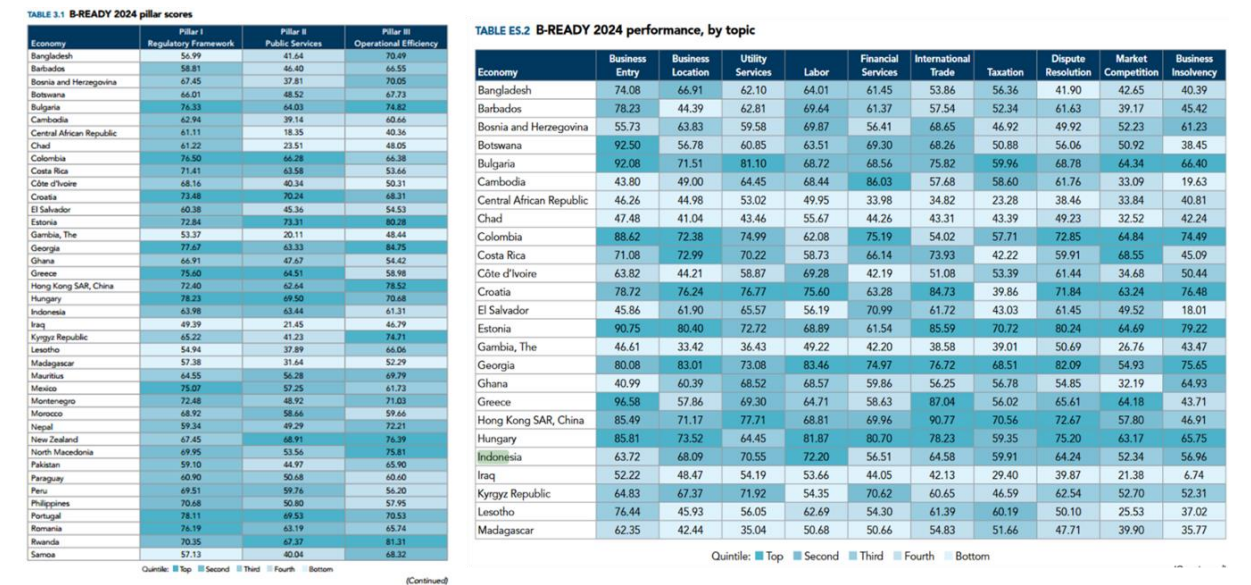 TABLE 3.1 B-READY 2024 pillar scores
Economy Pillar I Regulatory Framework Pillar II Public Services Pillar III Operational Efficiency
Bangladesh 56.99 41.64 70.49
Barbados 58.81 46.40 66.55
Bosnia and Herzegovina 67.45 37.81 70.05
Botswana 66.01 48.52 67.73
Bulgaria 76.33 64.03 74.82
Cambodia 62.94 39.14 60.66
Central African Republic 61.11 18.35 40.36
Chad 61.22 23.51 48.05
Colombia 76.50 66.28 66.38
Costa Rica 71.41 63.58 53.66
Côte d'Ivoire 68.16 40.34 50.31
Croatia 73.48 70.24 68.31
El Salvador 60.38 45.36 54.53
Estonia 72.84 73.31 80.28
Gambia, The 53.37 20.11 48.44
Georgia 77.67 63.33 84.75
Ghana 66.91 47.67 54.42
Greece 75.60 64.51 58.98
Hong Kong SAR, China 72.40 62.64 78.52
Hungary 78.23 69.50 70.68
Indonesia 63.98 63.44 61.31
Iraq 49.39 21.45 46.79
Kyrgyz Republic 65.22 41.23 74.71
Lesotho 54.94 37.89 66.06
Madagascar 57.38 31.64 52.29
Mauritius 64.55 56.28 69.79
Mexico 75.07 57.25 61.73
Montenegro 72.48 48.92 71.03
Morocco 68.92 58.66 59.66
Nepal 59.34 49.29 72.21
New Zealand 67.45 68.91 76.39
North Macedonia 69.95 53.56 75.81
Pakistan 59.10 44.97 65.90
Paraguay 60.90 50.68 60.60
Peru 69.51 59.76 56.20
Philippines 70.68 50.80 57.95
Portugal 78.11 69.53 70.53
Romania 76.19 63.19 65.74
Rwanda 70.35 67.37 81.31
Samoa 57.13 40.04 68.32
Quintile: Top Second Third Fourth Bottom
(Continued)
TABLE ES.2 B-READY 2024 performance, by topic
Economy Business Entry Business Location Utility Services Labor Financial Services International Trade Taxation Dispute Resolution Market Competition Business Insolvency
Bangladesh 74.08 66.91 62.10 64.01 61.45 53.86 56.36 41.90 42.65 40.39
Barbados 78.23 44.39 62.81 69.64 61.37 57.54 52.34 61.63 39.17 45.42
Bosnia and Herzegovina 55.73 63.83 59.58 69.87 56.41 68.65 46.92 49.92 52.23 61.23
Botswana 92.50 56.78 60.85 63.51 69.30 68.26 50.88 56.06 50.92 38.45
Bulgaria 92.08 71.51 81.10 68.72 68.56 75.82 59.96 68.78 64.34 66.40
Cambodia 43.80 49.00 64.45 68.44 86.03 57.68 58.60 61.76 33.09 19.63
Central African Republic 46.26 44.98 53.02 49.95 33.98 34.82 23.28 38.46 33.84 40.81
Chad 47.48 41.04 43.46 55.67 44.26 43.31 43.39 49.23 32.52 42.24
Colombia 88.62 72.38 74.99 62.08 75.19 54.02 57.71 72.85 64.84 74.49
Costa Rica 71.08 72.99 70.22 58.73 66.14 73.93 42.22 59.91 68.55 45.09
Côte d'Ivoire 63.82 44.21 58.87 69.28 42.19 51.08 53.39 61.44 34.68 50.44
Croatia 78.72 76.24 76.77 75.60 63.28 84.73 39.86 71.84 63.24 76.48
El Salvador 45.86 61.90 65.57 56.19 70.99 61.72 43.03 61.45 49.52 18.01
Estonia 90.75 80.40 72.72 68.89 61.54 85.59 70.72 80.24 64.69 79.22
Gambia, The 46.61 33.42 36.43 49.22 42.20 38.58 39.01 50.69 26.76 43.47
Georgia 80.08 83.01 73.08 83.46 74.97 76.72 68.51 82.09 54.93 75.65
Ghana 40.99 60.39 68.52 68.57 59.86 56.25 56.78 54.85 32.19 64.93
Greece 96.58 57.86 69.30 64.71 58.63 87.04 56.02 65.61 64.18 43.71
Hong Kong SAR, China 85.49 71.17 77.71 68.81 69.96 90.77 70.56 72.67 57.80 46.91
Hungary 85.81 73.52 64.45 81.87 80.70 78.23 59.35 75.20 63.17 65.75
Indonesia 63.72 68.09 70.55 72.20 56.51 64.58 59.91 64.24 52.34 56.96
Iraq 52.22 48.47 54.19 53.66 44.05 42.13 29.40 39.87 21.38 6.74
Kyrgyz Republic 64.83 67.37 71.92 54.35 70.62 60.65 46.59 62.54 52.70 52.31
Lesotho 76.44 45.93 56.05 62.69 54.30 61.39 60.19 50.10 25.53 37.02
Madagascar 62.35 42.44 35.04 50.68 50.66 54.83 51.66 47.71 39.90 35.77
Quintile: Top Second Third Fourth Bottom